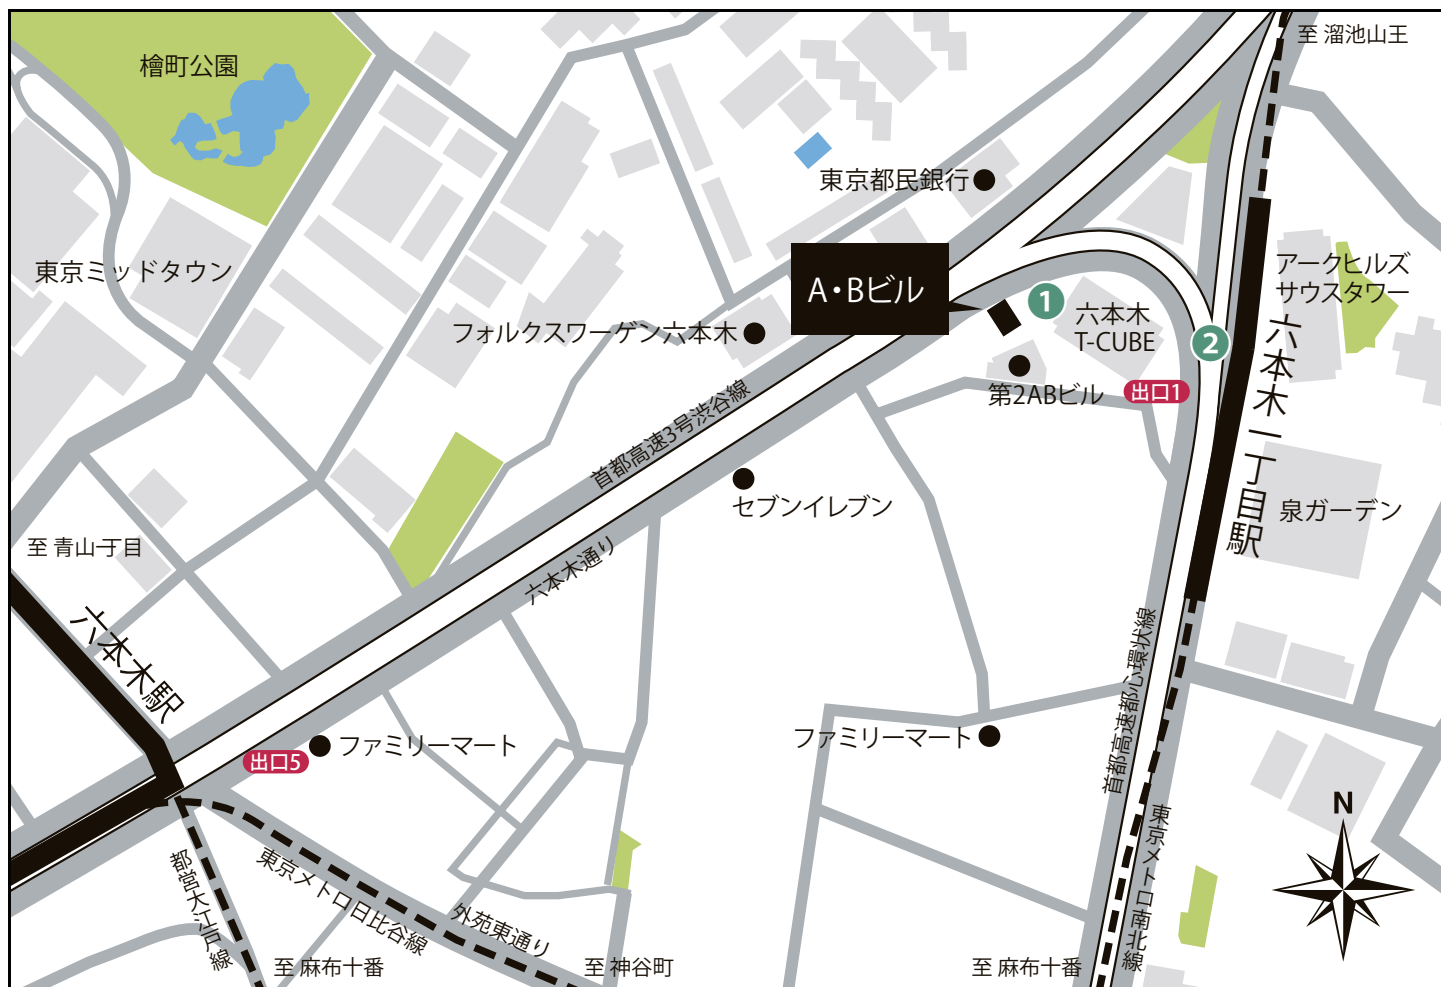 至 溜池山王
檜町公園
東京都民銀行
東京ミッドタウン
アークヒルズ
サウスタワー
A・Bビル
1
六本木
T-CUBE
フォルクスワーゲン六本木
2
六本木一丁目駅
第2ABビル
出口1
首都高速3号渋谷線
セブンイレブン
泉ガーデン
至 青山一丁目
六本木通り
六本木駅
首都高速都心環状線
ファミリーマート
出口5
ファミリーマート
N
東京メトロ南北線
都営大江戸線
東京メトロ日比谷線
外苑東通り
至 麻布十番
至 神谷町
至 麻布十番